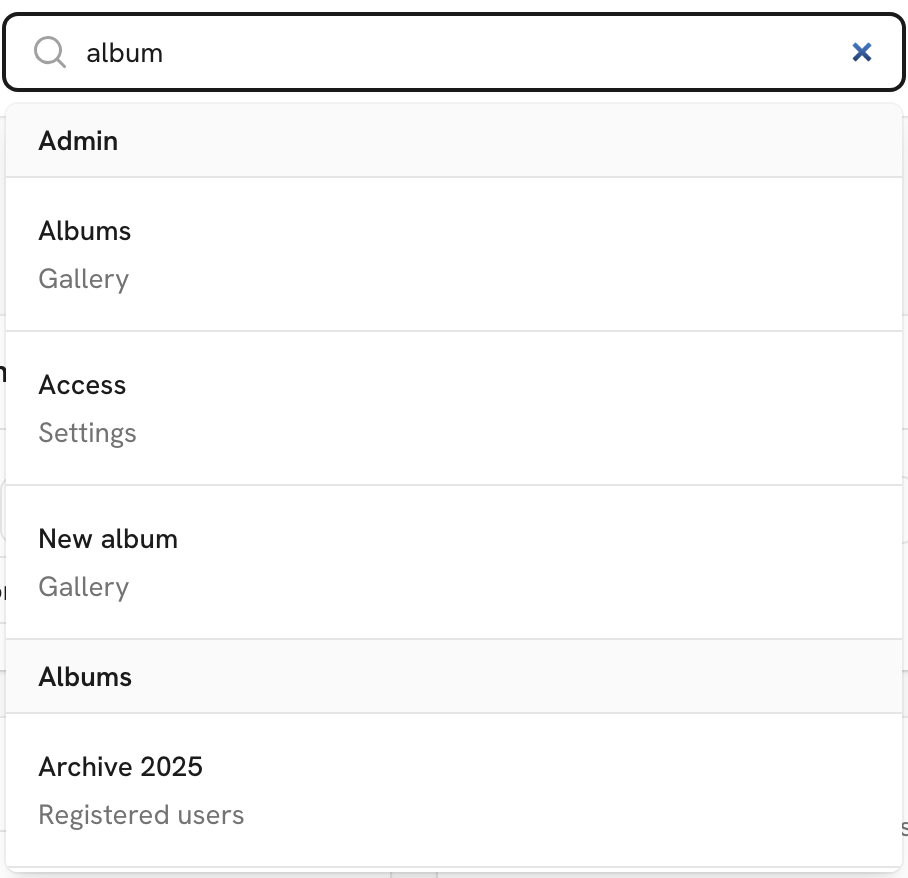 album
Admin
Albums
Gallery
Access
Settings
New album
Gallery
Albums
Archive 2025
Registered users